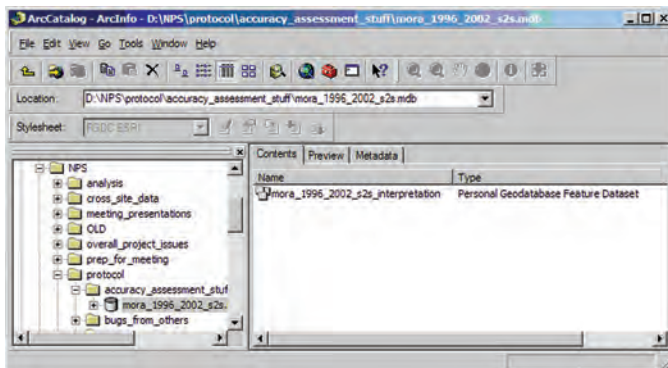 ArcCatalog - ArcInfo - D:\NPS\protocol\accuracy_assessment_stuff\mora_1996_2002_s2s.mdb
File Edit View Go Tools Window Help
Location: D:\NPS\protocol\accuracy_assessment_stuff\mora_1996_2002_s2s.mdb
Stylesheet: FGDC ESRI
Contents Preview Metadata
Name Type
mora_1996_2002_s2s_interpretation Personal Geodatabase Feature Dataset
NPS
analysis
cross_site_data
meeting_presentations
OLD
overall_project_issues
prep_for_meeting
protocol
accuracy_assessment_stuf
mora_1996_2002_s2s.
bugs_from_others